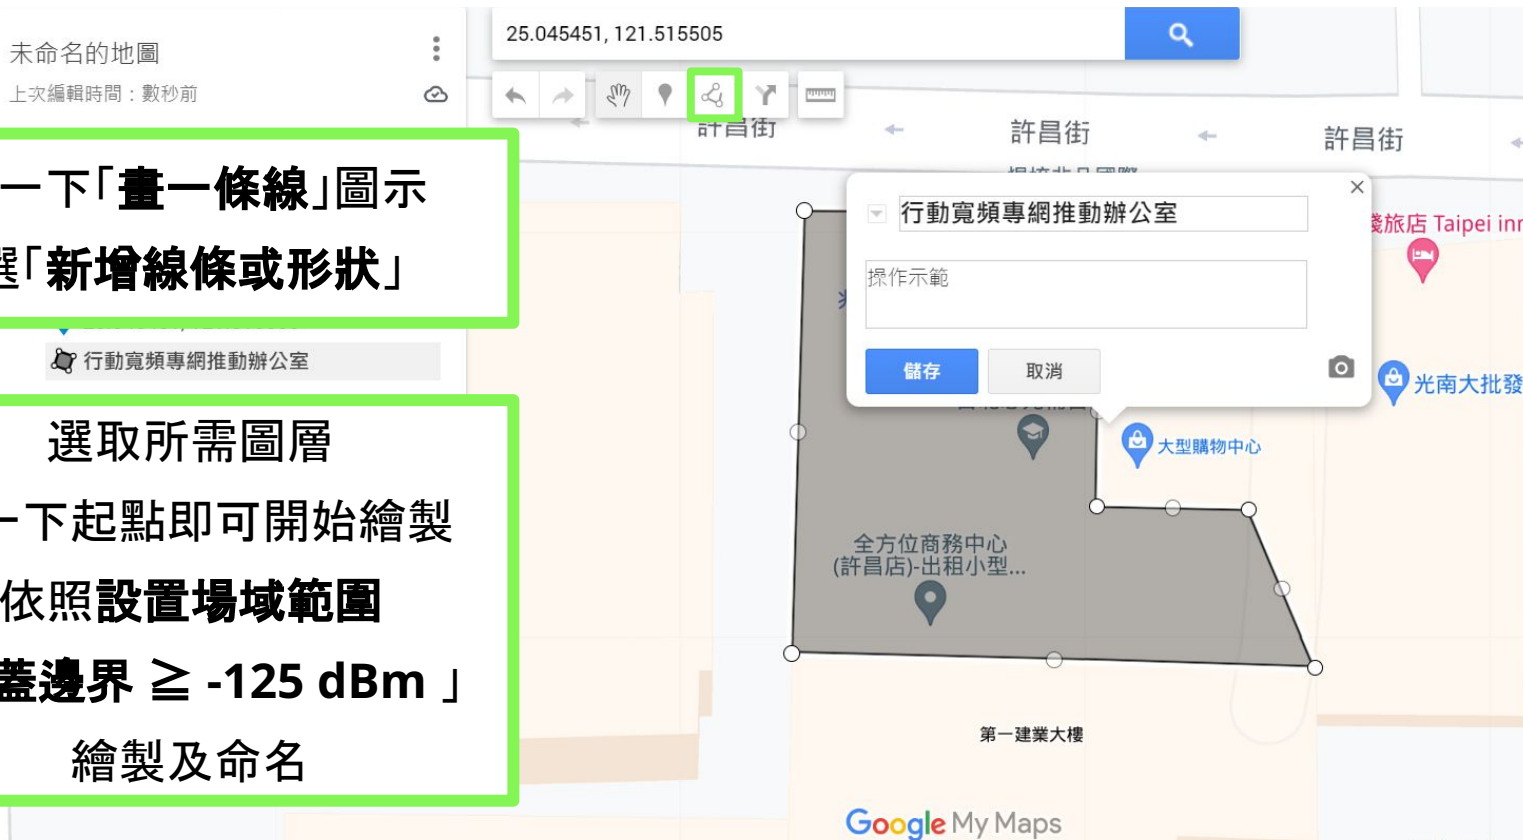 未命名的地圖
上次編輯時間：數秒前
25.045451, 121.515505
一下「畫一條線」圖示
「新增線條或形狀」
行動寬頻專網推動辦公室
選取所需圖層
一下起點即可開始繪製
依照設置場域範圍
蓋邊界 ≧ -125 dBm 」
繪製及命名
許昌街
許昌街
許昌街
行動寬頻專網推動辦公室
操作示範
儲存
取消
旅店 Taipei inn
光南大批發
大型購物中心
全方位商務中心
(許昌店)-出租小型...
第一建業大樓
Google My Maps